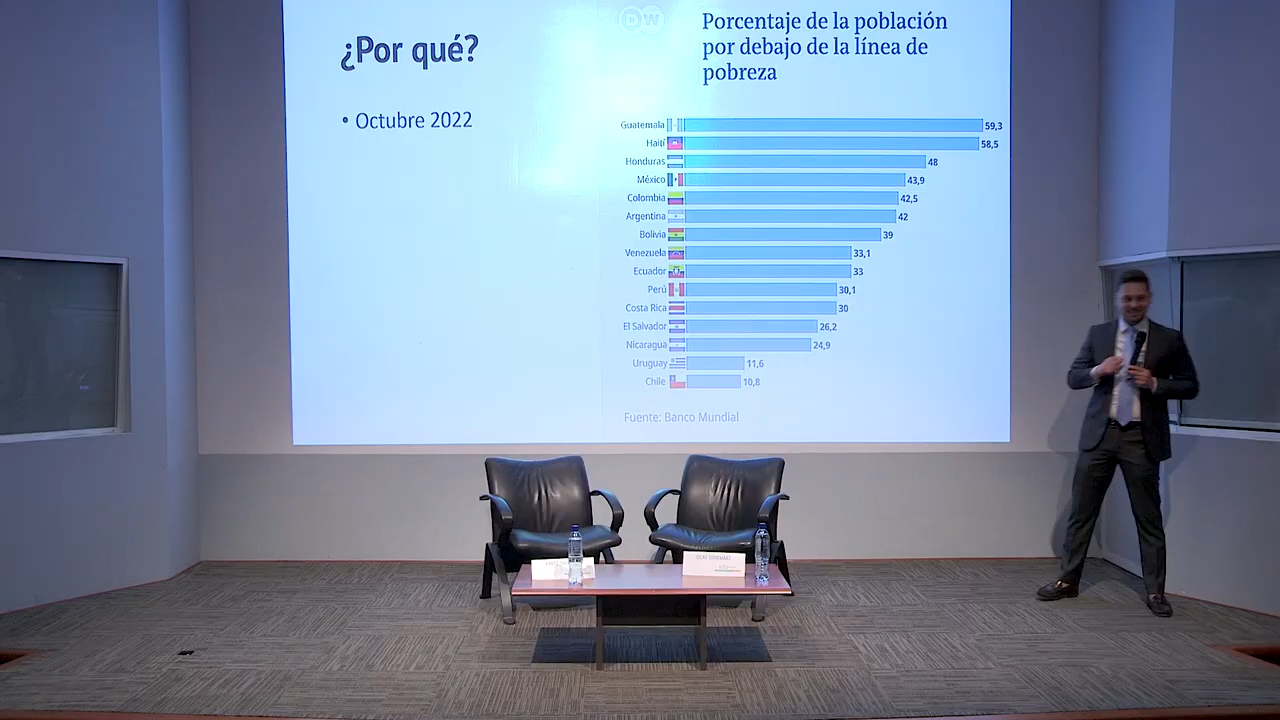 ¿Por qué?
• Octubre 2022
DW
Porcentaje de la población
por debajo de la línea de
pobreza
Guatemala 59,3
Haití 58,5
Honduras 48
México 43,9
Colombia 42,5
Argentina 42
Bolivia 39
Venezuela 33,1
Ecuador 33
Perú 30,1
Costa Rica 30
El Salvador 26,2
Nicaragua 24,9
Uruguay 11,6
Chile 10,8
Fuente: Banco Mundial